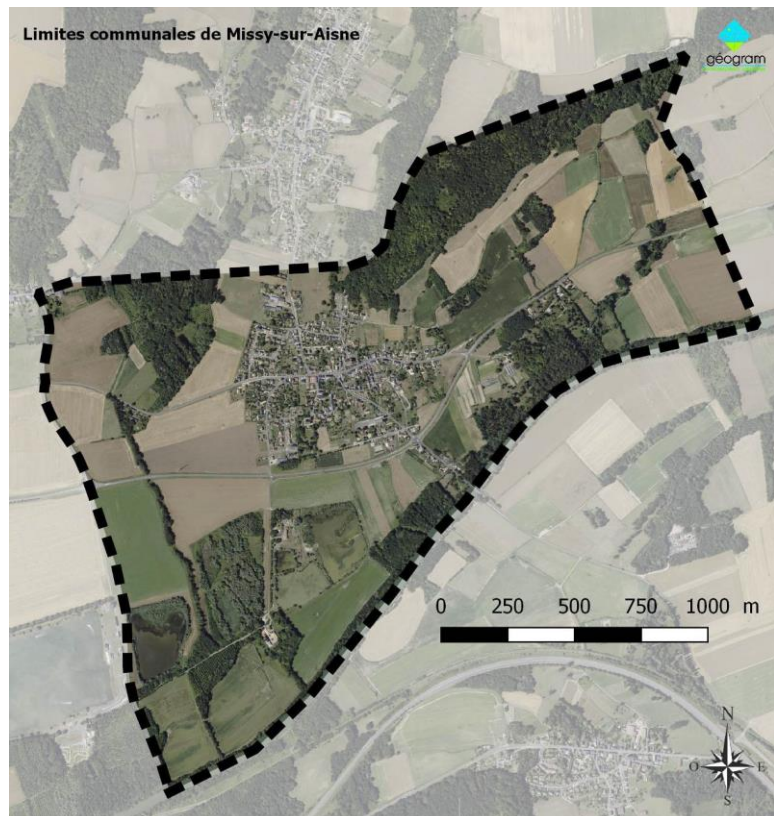 Limites communales de Missy-sur-Aisne
géogram
0 250 500 750 1000 m
N
O E
S